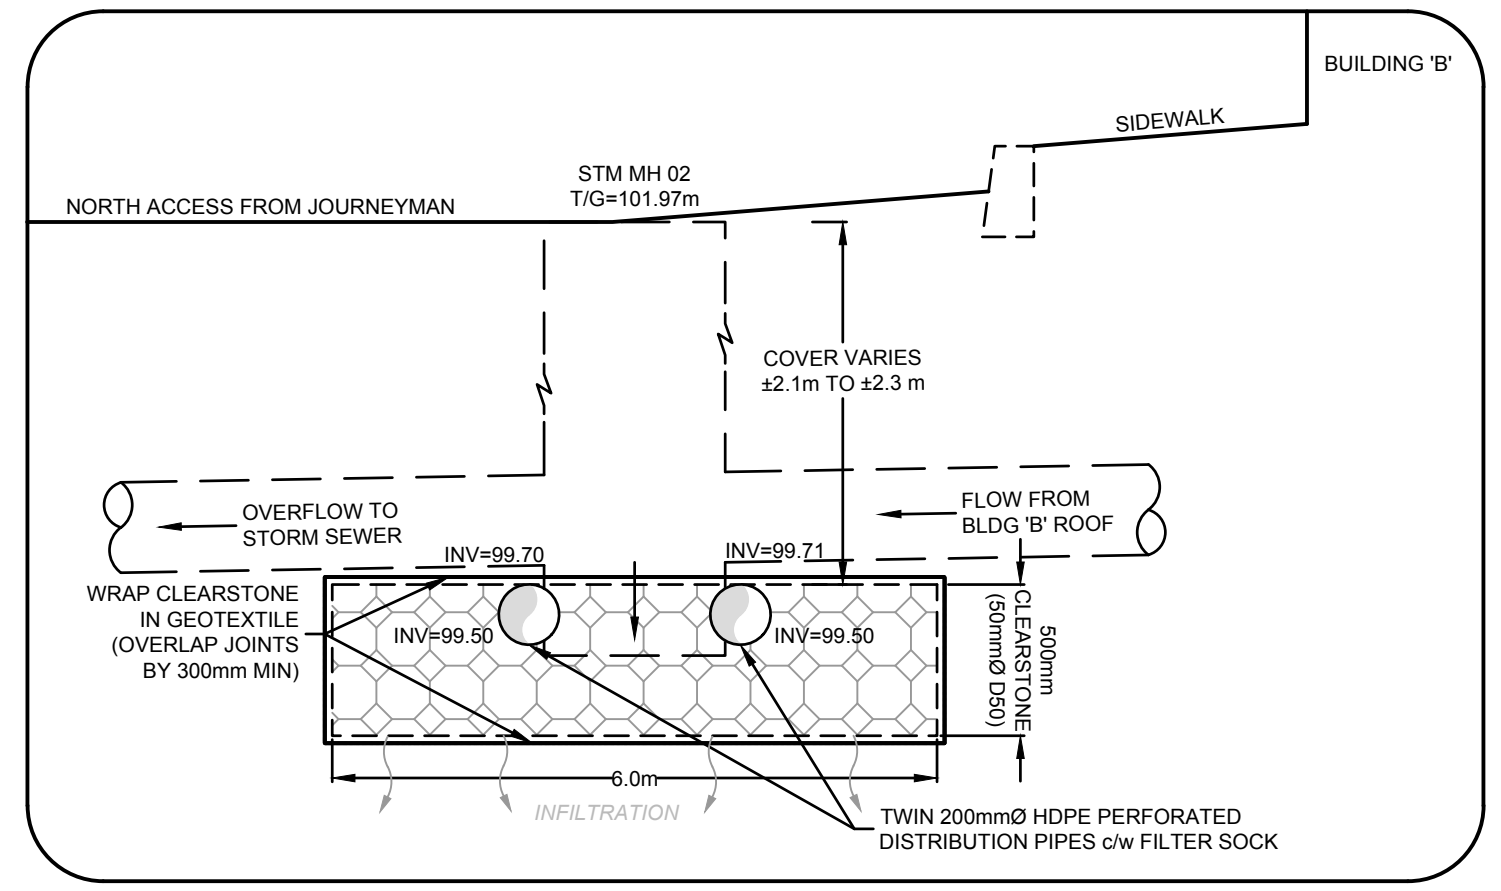 BUILDING 'B'
SIDEWALK
STM MH 02
T/G=101.97m
NORTH ACCESS FROM JOURNEYMAN
COVER VARIES
±2.1m TO ±2.3 m
OVERFLOW TO
STORM SEWER
FLOW FROM
BLDG 'B' ROOF
INV=99.70
INV=99.71
WRAP CLEARSTONE
IN GEOTEXTILE
(OVERLAP JOINTS
BY 300mm MIN)
INV=99.50
INV=99.50
500mm
CLEARSTONE
(50mmØ D50)
6.0m
INFILTRATION
TWIN 200mmØ HDPE PERFORATED
DISTRIBUTION PIPES c/w FILTER SOCK